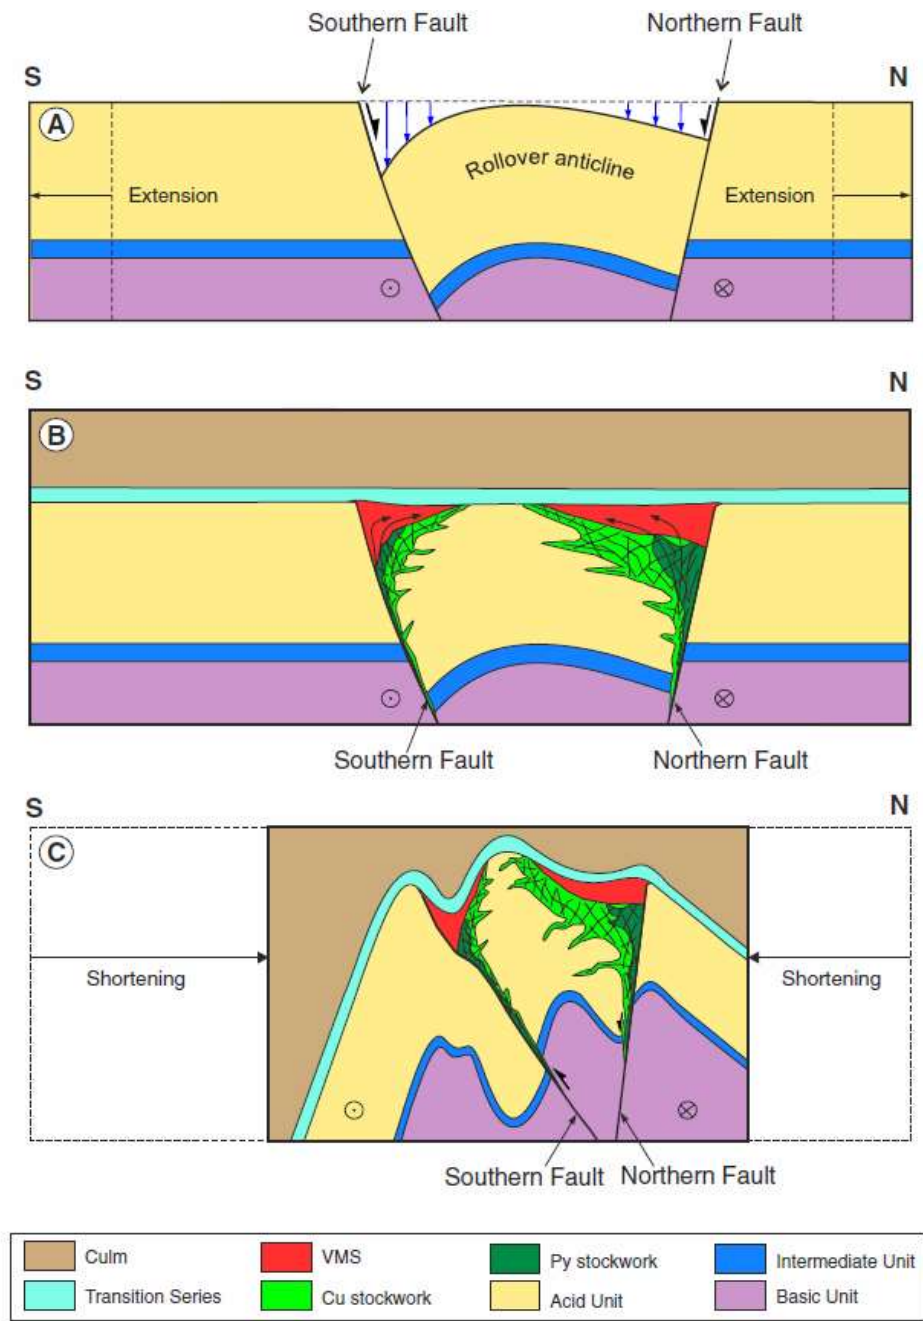 Southern Fault Northern Fault
S N
A
Rollover anticline
Extension Extension
S N
B
Southern Fault Northern Fault
S N
C
Shortening Shortening
Southern Fault Northern Fault
Culm VMS Py stockwork Intermediate Unit
Transition Series Cu stockwork Acid Unit Basic Unit